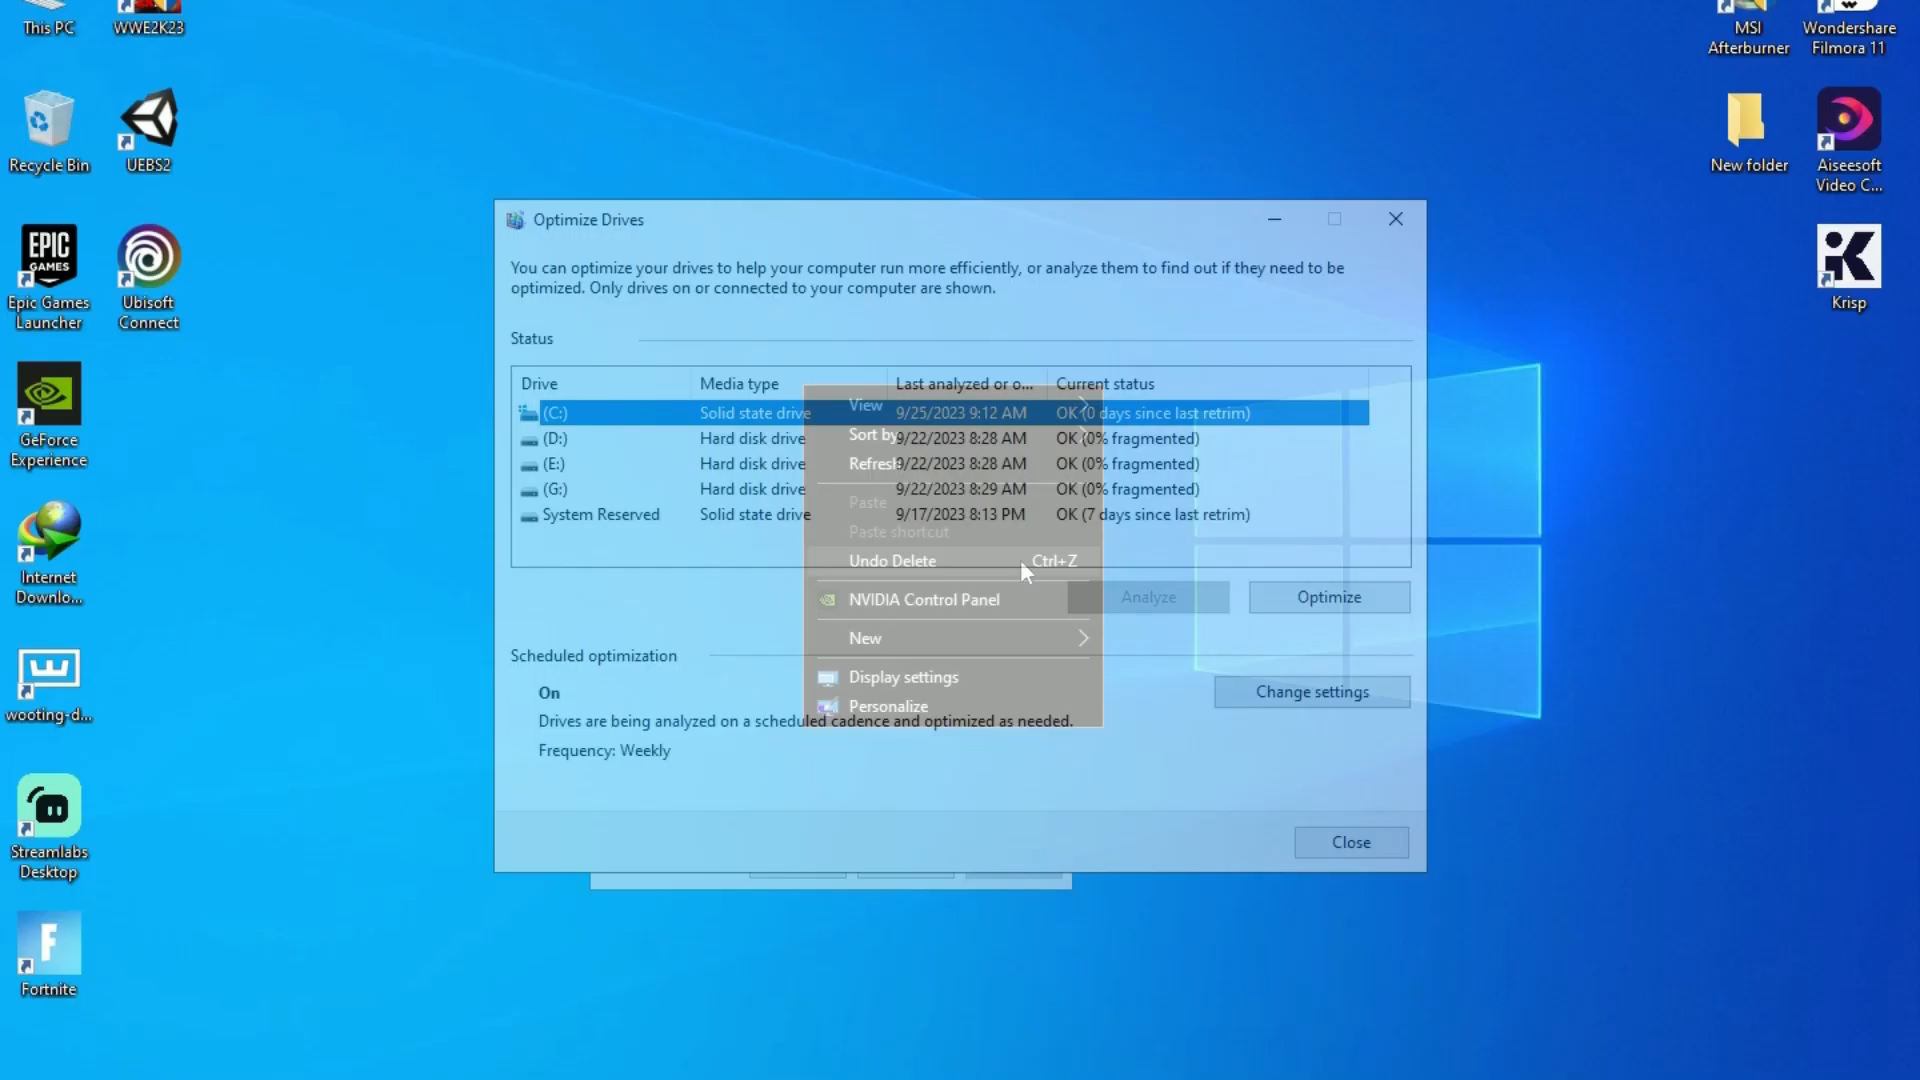 This PC
WWE2K23
MSI
Afterburner
Wondershare
Filmora 11
Recycle Bin
UEBS2
New folder
Aiseesoft
Video C...
EPIC
GAMES
Epic Games
Launcher
Ubisoft
Connect
Krisp
GeForce
Experience
Internet
Downlo...
wooting-d...
Streamlabs
Desktop
Fortnite
Optimize Drives
You can optimize your drives to help your computer run more efficiently, or analyze them to find out if they need to be
optimized. Only drives on or connected to your computer are shown.
Status
Drive Media type Last analyzed or o... Current status
(C:) Solid state drive 9/25/2023 9:12 AM OK (0 days since last retrim)
(D:) Hard disk drive 9/22/2023 8:28 AM OK (0% fragmented)
(E:) Hard disk drive 9/22/2023 8:28 AM OK (0% fragmented)
(G:) Hard disk drive 9/22/2023 8:29 AM OK (0% fragmented)
System Reserved Solid state drive 9/17/2023 8:13 PM OK (7 days since last retrim)
Analyze Optimize
Scheduled optimization
On
Change settings
Drives are being analyzed on a scheduled cadence and optimized as needed.
Frequency: Weekly
Close
View
Sort by
Refresh
Paste
Paste shortcut
Undo Delete Ctrl+Z
NVIDIA Control Panel
New
Display settings
Personalize